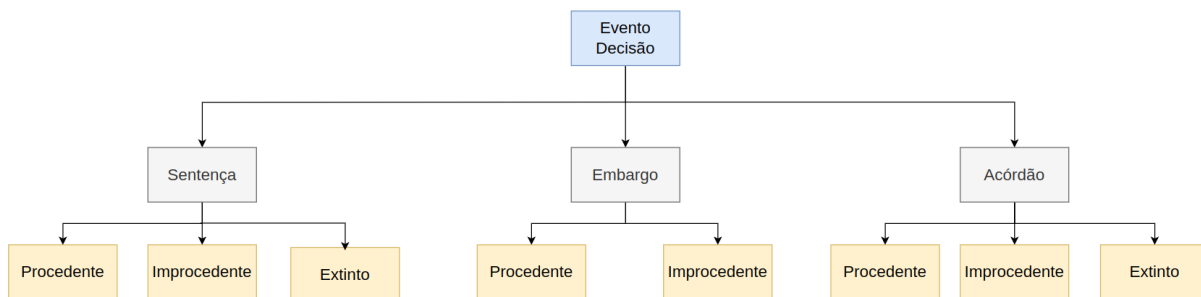 Evento
Decisão
Sentença
Embargo
Acórdão
Procedente
Improcedente
Extinto
Procedente
Improcedente
Procedente
Improcedente
Extinto